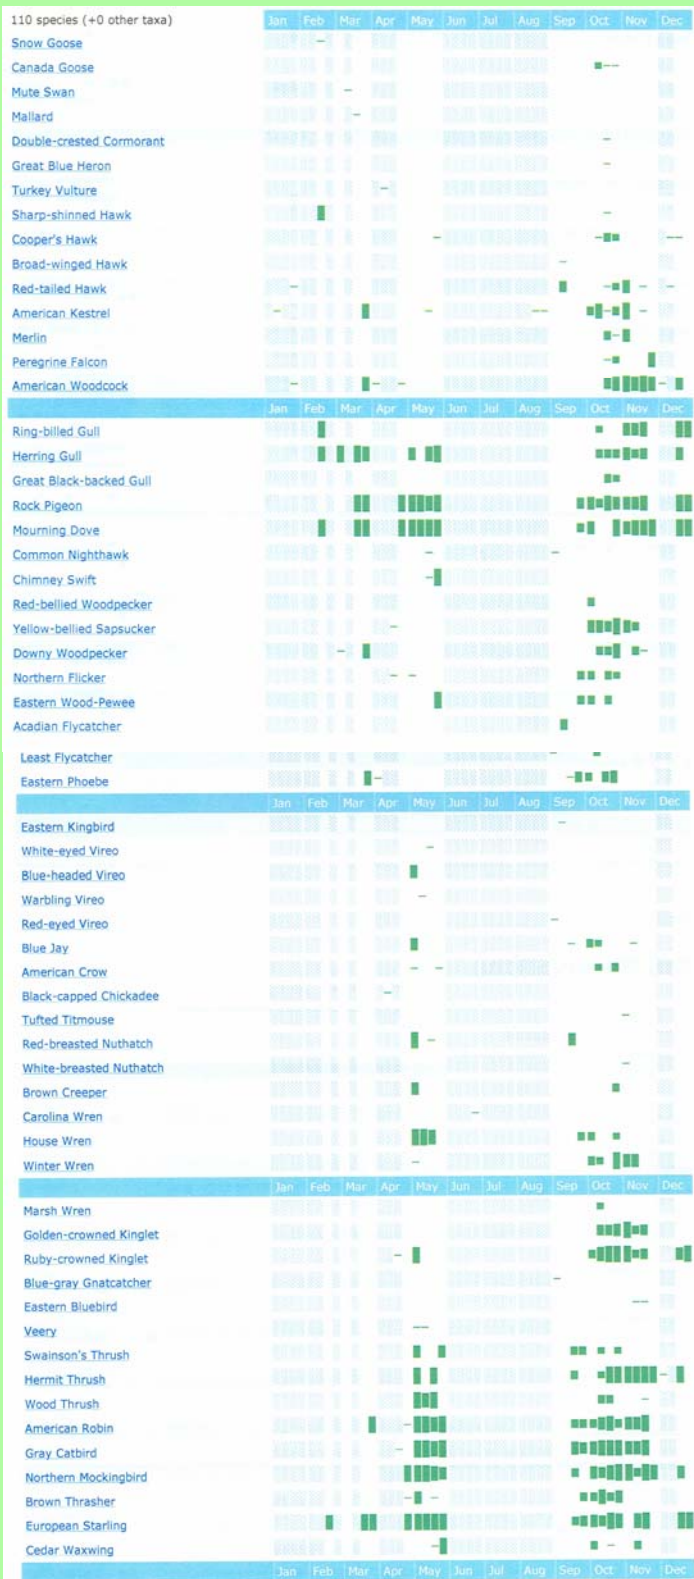 110 species (+0 other taxa) Jan Feb Mar Apr May Jun Jul Aug Sep Oct Nov Dec
Snow Goose
Canada Goose
Mute Swan
Mallard
Double-crested Cormorant
Great Blue Heron
Turkey Vulture
Sharp-shinned Hawk
Cooper's Hawk
Broad-winged Hawk
Red-tailed Hawk
American Kestrel
Merlin
Peregrine Falcon
American Woodcock
Jan Feb Mar Apr May Jun Jul Aug Sep Oct Nov Dec
Ring-billed Gull
Herring Gull
Great Black-backed Gull
Rock Pigeon
Mourning Dove
Common Nighthawk
Chimney Swift
Red-bellied Woodpecker
Yellow-bellied Sapsucker
Downy Woodpecker
Northern Flicker
Eastern Wood-Pewee
Acadian Flycatcher
Least Flycatcher
Eastern Phoebe
Jan Feb Mar Apr May Jun Jul Aug Sep Oct Nov Dec
Eastern Kingbird
White-eyed Vireo
Blue-headed Vireo
Warbling Vireo
Red-eyed Vireo
Blue Jay
American Crow
Black-capped Chickadee
Tufted Titmouse
Red-breasted Nuthatch
White-breasted Nuthatch
Brown Creeper
Carolina Wren
House Wren
Winter Wren
Jan Feb Mar Apr May Jun Jul Aug Sep Oct Nov Dec
Marsh Wren
Golden-crowned Kinglet
Ruby-crowned Kinglet
Blue-gray Gnatcatcher
Eastern Bluebird
Veery
Swainson's Thrush
Hermit Thrush
Wood Thrush
American Robin
Gray Catbird
Northern Mockingbird
Brown Thrasher
European Starling
Cedar Waxwing
Jan Feb Mar Apr May Jun Jul Aug Sep Oct Nov Dec